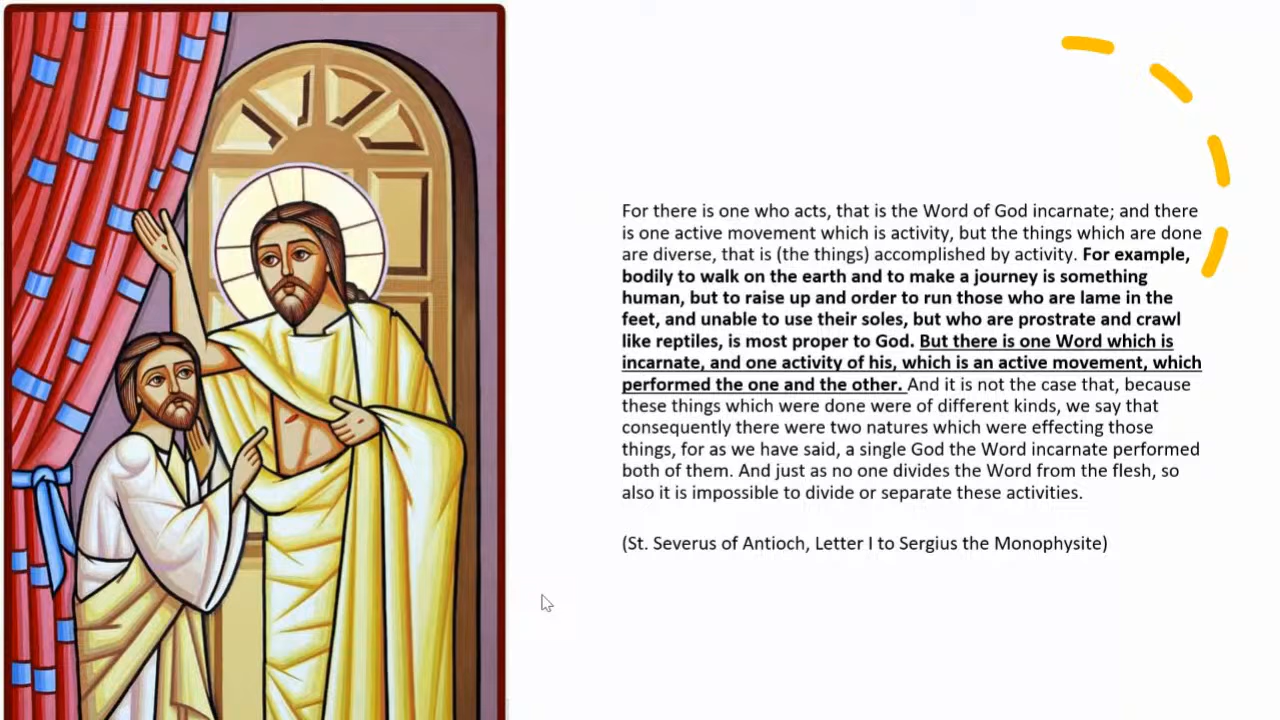 For there is one who acts, that is the Word of God incarnate; and there
is one active movement which is activity, but the things which are done
are diverse, that is (the things) accomplished by activity. For example,
bodily to walk on the earth and to make a journey is something
human, but to raise up and order to run those who are lame in the
feet, and unable to use their soles, but who are prostrate and crawl
like reptiles, is most proper to God. But there is one Word which is
incarnate, and one activity of his, which is an active movement, which
performed the one and the other. And it is not the case that, because
these things which were done were of different kinds, we say that
consequently there were two natures which were effecting those
things, for as we have said, a single God the Word incarnate performed
both of them. And just as no one divides the Word from the flesh, so
also it is impossible to divide or separate these activities.
(St. Severus of Antioch, Letter I to Sergius the Monophysite)